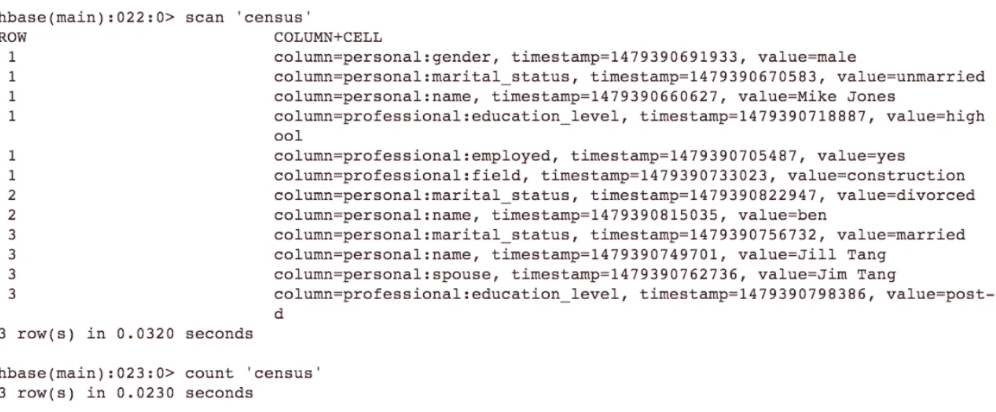 hbase(main):022:0> scan 'census'
ROW COLUMN+CELL
1 column=personal:gender, timestamp=1479390691933, value=male
1 column=personal:marital_status, timestamp=1479390670583, value=unmarried
1 column=personal:name, timestamp=1479390660627, value=Mike Jones
1 column=professional:education_level, timestamp=1479390718887, value=high
ool
1 column=professional:employed, timestamp=1479390705487, value=yes
1 column=professional:field, timestamp=1479390733023, value=construction
2 column=personal:marital_status, timestamp=1479390822947, value=divorced
2 column=personal:name, timestamp=1479390815035, value=ben
3 column=personal:marital_status, timestamp=1479390756732, value=married
3 column=personal:name, timestamp=1479390749701, value=Jill Tang
3 column=personal:spouse, timestamp=1479390762736, value=Jim Tang
3 column=professional:education_level, timestamp=1479390798386, value=post-
d
3 row(s) in 0.0320 seconds
hbase(main):023:0> count 'census'
3 row(s) in 0.0230 seconds